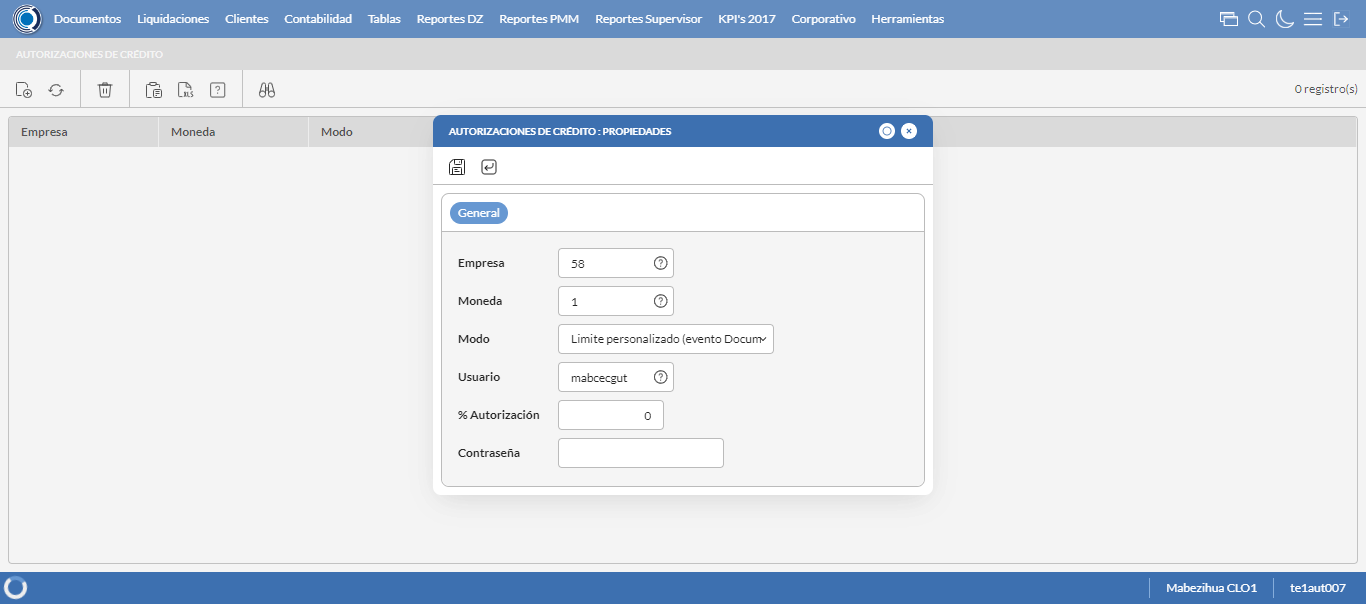 Documentos Liquidaciones Clientes Contabilidad Tablas Reportes DZ Reportes PMM Reportes Supervisor KPI's 2017 Corporativo Herramientas
AUTORIZACIONES DE CRÉDITO
XLS ? 0 registro(s)
Empresa Moneda Modo
AUTORIZACIONES DE CRÉDITO : PROPIEDADES
General
Empresa 58 ?
Moneda 1 ?
Modo Limite personalizado (evento Docum
Usuario mabcecgut ?
% Autorización 0
Contraseña
Mabezihua CLO1 te1aut007